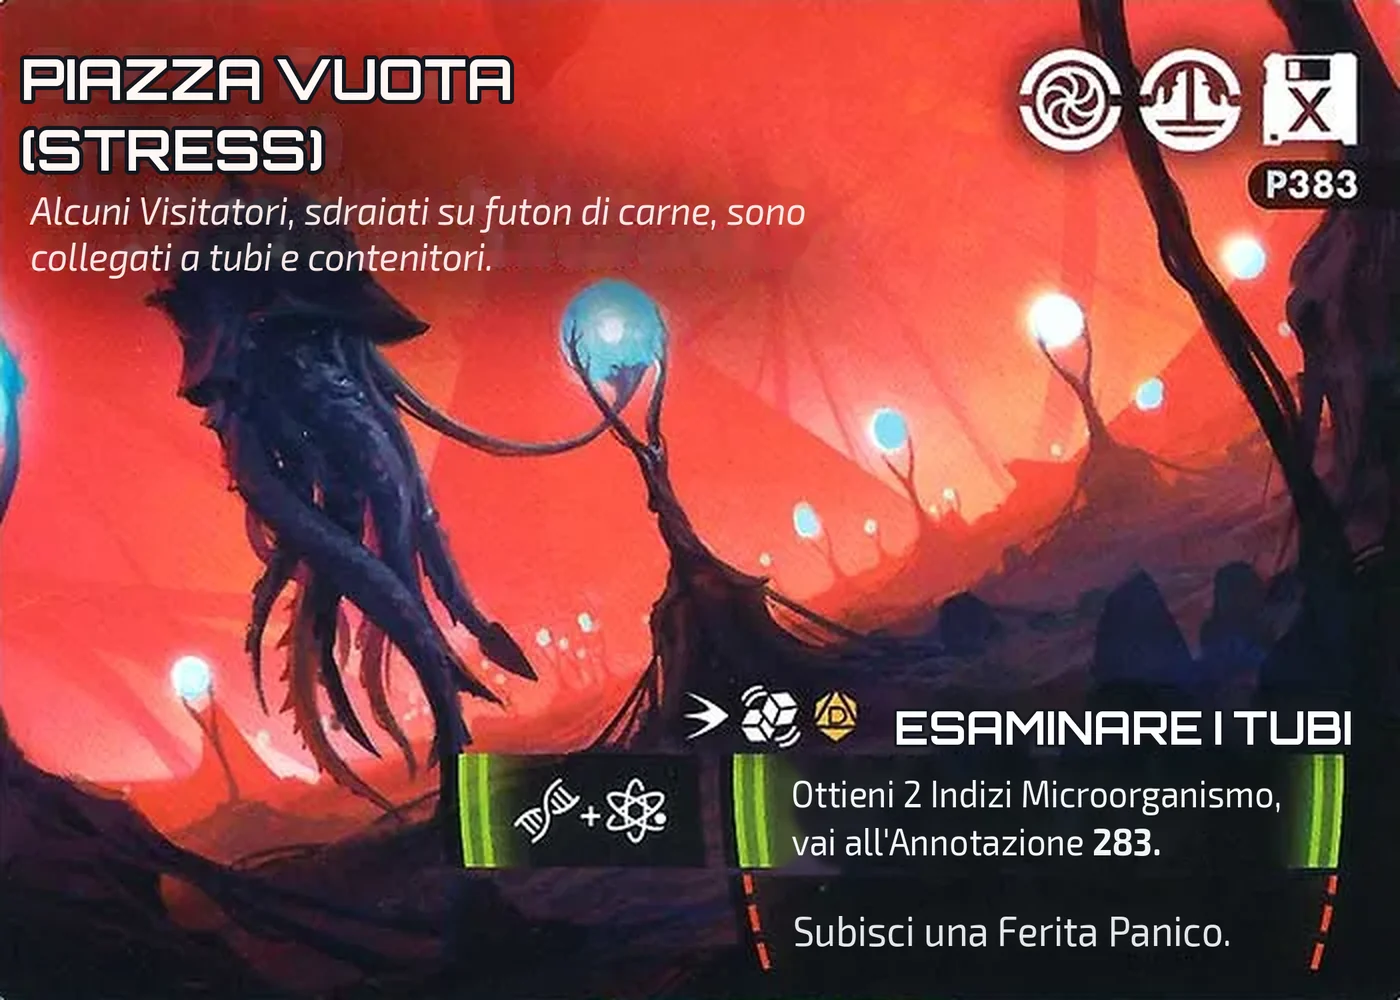 PIAZZA VUOTA
(STRESS)
Alcuni Visitatori, sdraiati su futon di carne, sono
collegati a tubi e contenitori.
X
P383
D
ESAMINARE I TUBI
+
Ottieni 2 Indizi Microorganismo,
vai all'Annotazione 283.
Subisci una Ferita Panico.